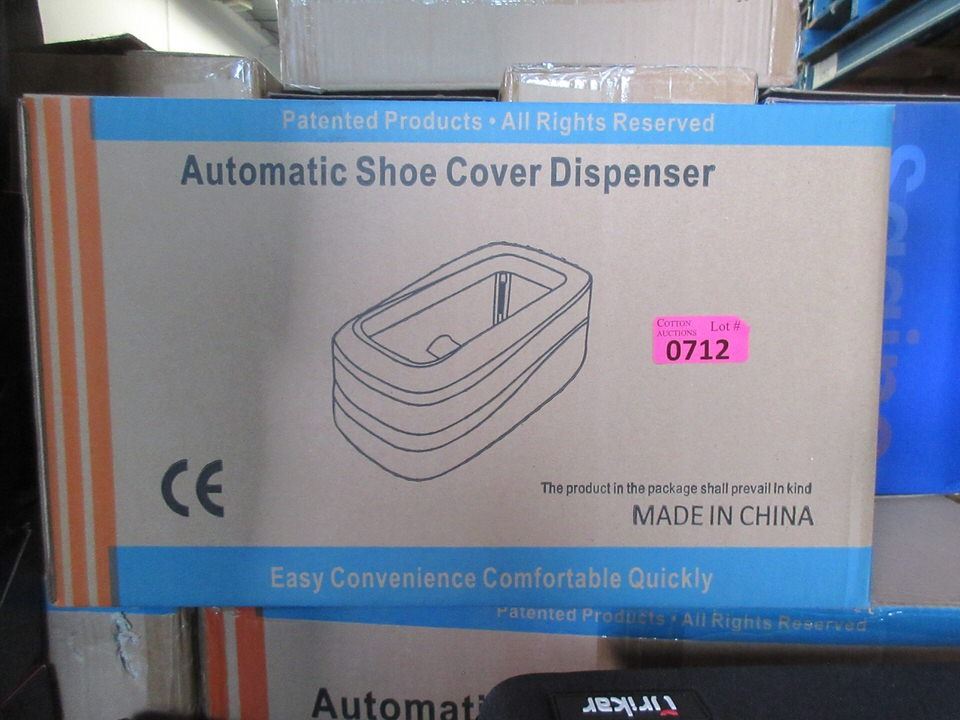 Patented Products • All Rights Reserved
Automatic Shoe Cover Dispenser
COTTON
AUCTIONS
Lot #
0712
CE
The product in the package shall prevail in kind
MADE IN CHINA
Easy Convenience Comfortable Quickly
Patented Products • All Rights Reserved
Automati
Ürikar